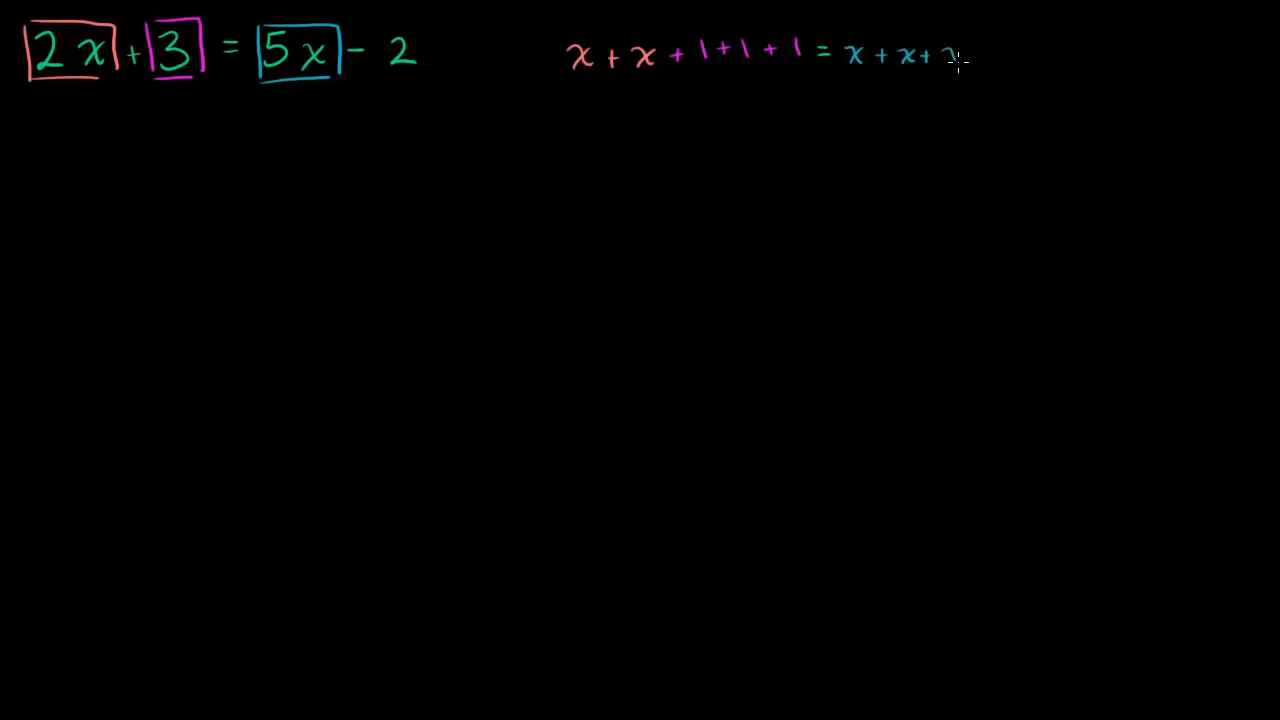 2x + 3 = 5x - 2
x + x + 1 + 1 + 1 = x + x +